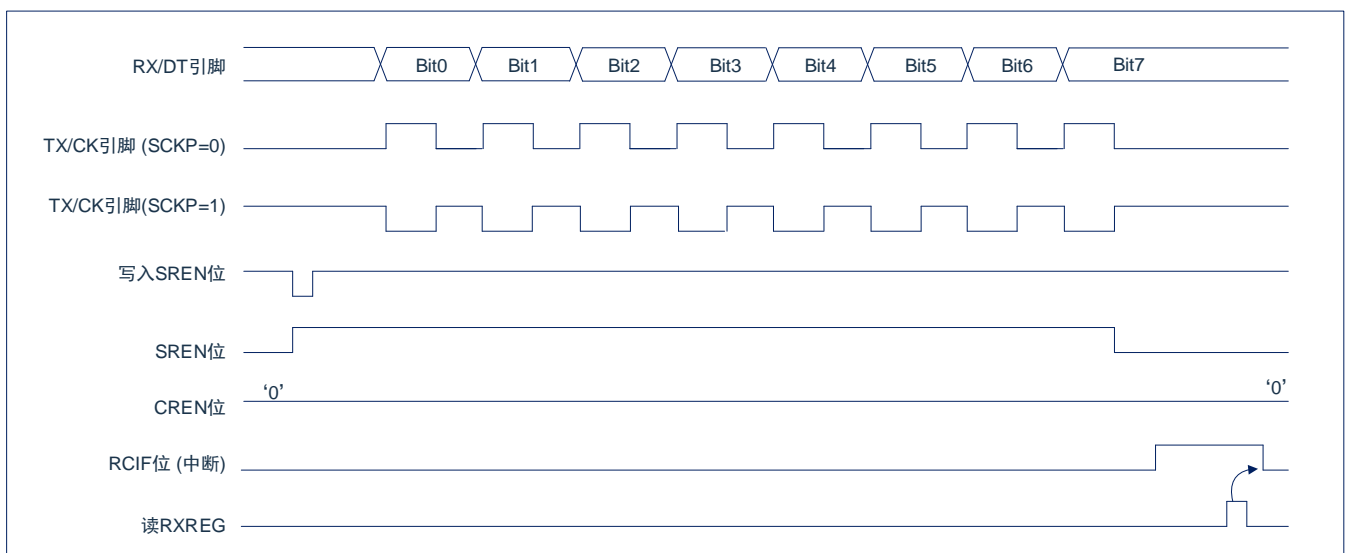 RX/DT引脚 Bit0 Bit1 Bit2 Bit3 Bit4 Bit5 Bit6 Bit7
TX/CK引脚 (SCKP=0)
TX/CK引脚(SCKP=1)
写入SREN位
SREN位
‘0’ ‘0’
CREN位
RCIF位 (中断)
读RXREG